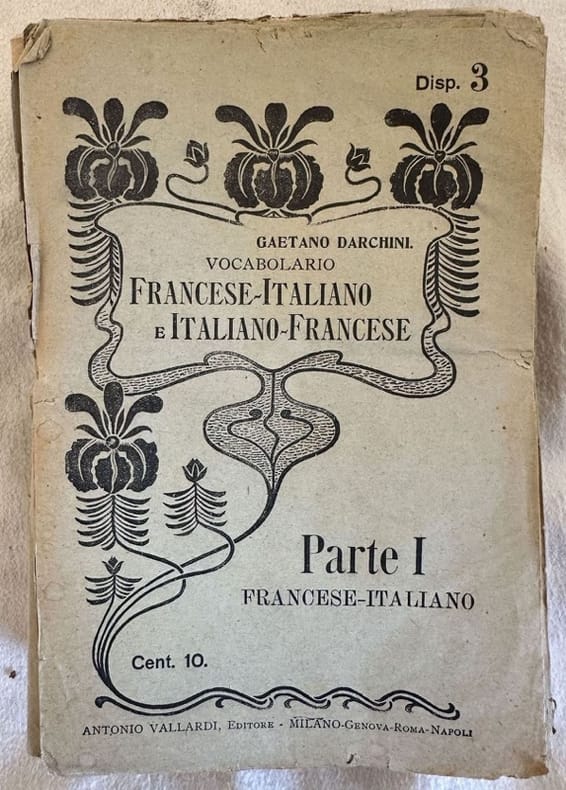 Disp. 3
GAETANO DARCHINI.
VOCABOLARIO
FRANCESE-ITALIANO
E ITALIANO-FRANCESE
Parte I
FRANCESE-ITALIANO
Cent. 10.
ANTONIO VALLARDI, EDITORE - MILANO-GENOVA-ROMA-NAPOLI